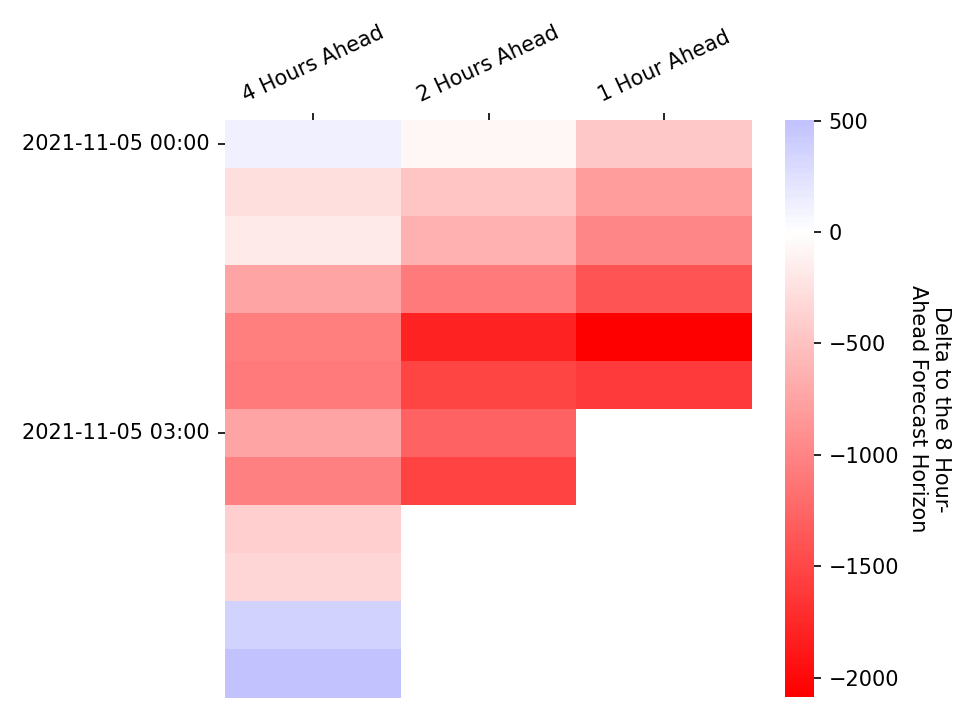 4 Hours Ahead
2 Hours Ahead
1 Hour Ahead
2021-11-05 00:00
2021-11-05 03:00
500
0
−500
−1000
−1500
−2000
Delta to the 8 Hour-
Ahead Forecast Horizon